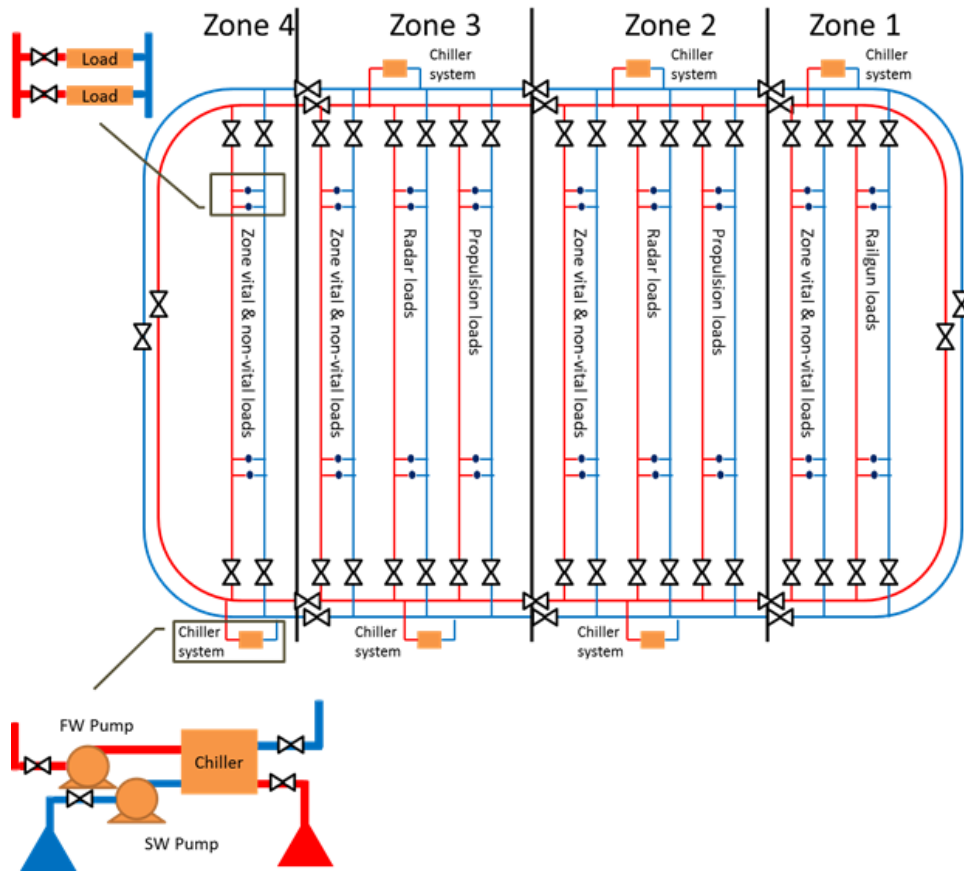 Zone 4
Zone 3
Zone 2
Zone 1
Load
Load
Chiller
system
Chiller
system
Chiller
system
Zone vital & non-vital loads
Zone vital & non-vital loads
Radar loads
Propulsion loads
Zone vital & non-vital loads
Radar loads
Propulsion loads
Zone vital & non-vital loads
Railgun loads
Chiller
system
Chiller
system
Chiller
system
FW Pump
Chiller
SW Pump